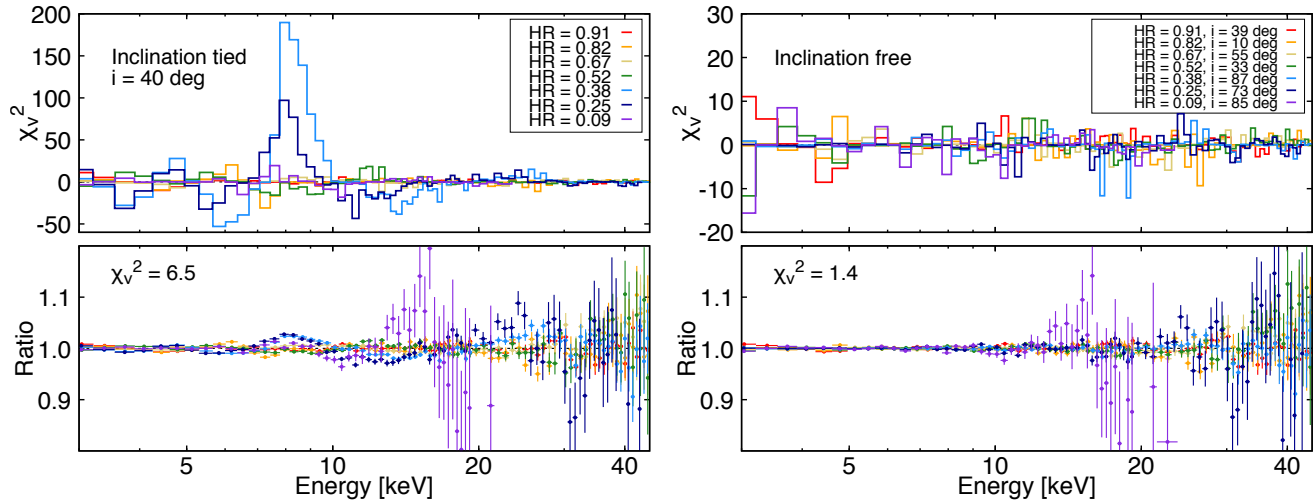 200
150
100
50
0
-50
χν²
Inclination tied
i = 40 deg
HR = 0.91
HR = 0.82
HR = 0.67
HR = 0.52
HR = 0.38
HR = 0.25
HR = 0.09
χν² = 6.5
1.1
1.0
0.9
Ratio
5 10 20 40
Energy [keV]
30
20
10
0
-10
-20
χν²
Inclination free
HR = 0.91, i = 39 deg
HR = 0.82, i = 10 deg
HR = 0.67, i = 55 deg
HR = 0.52, i = 33 deg
HR = 0.38, i = 87 deg
HR = 0.25, i = 73 deg
HR = 0.09, i = 85 deg
χν² = 1.4
1.1
1.0
0.9
Ratio
5 10 20 40
Energy [keV]